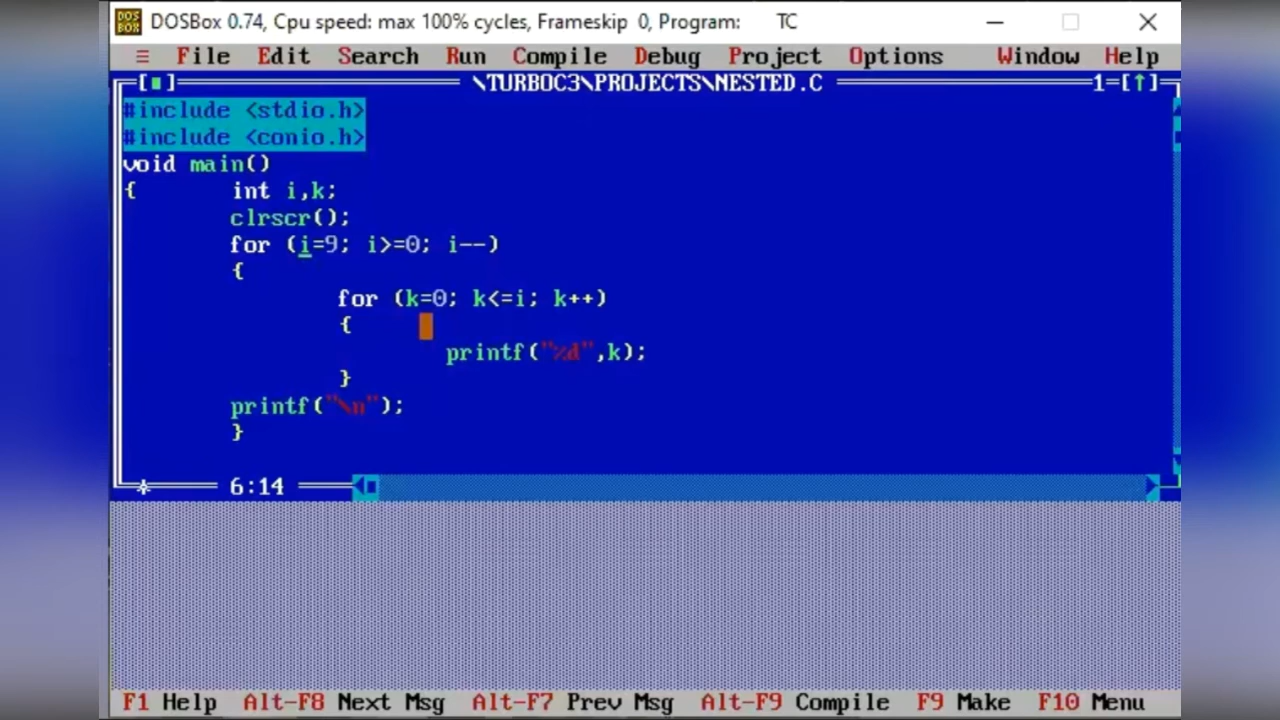 DOSBox 0.74, Cpu speed: max 100% cycles, Frameskip 0, Program: TC
≡ File Edit Search Run Compile Debug Project Options Window Help
[■] \TURBOC3\PROJECTS\NESTED.C 1=[↑]
#include <stdio.h>
#include <conio.h>
void main()
{ int i,k;
clrscr();
for (i=9; i>=0; i--)
{
for (k=0; k<=i; k++)
{
printf("%d",k);
}
printf("\n");
}
6:14
F1 Help Alt-F8 Next Msg Alt-F7 Prev Msg Alt-F9 Compile F9 Make F10 Menu